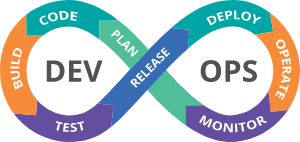 CODE
PLAN
BUILD
DEV
TEST
RELEASE
DEPLOY
OPERATE
OPS
MONITOR